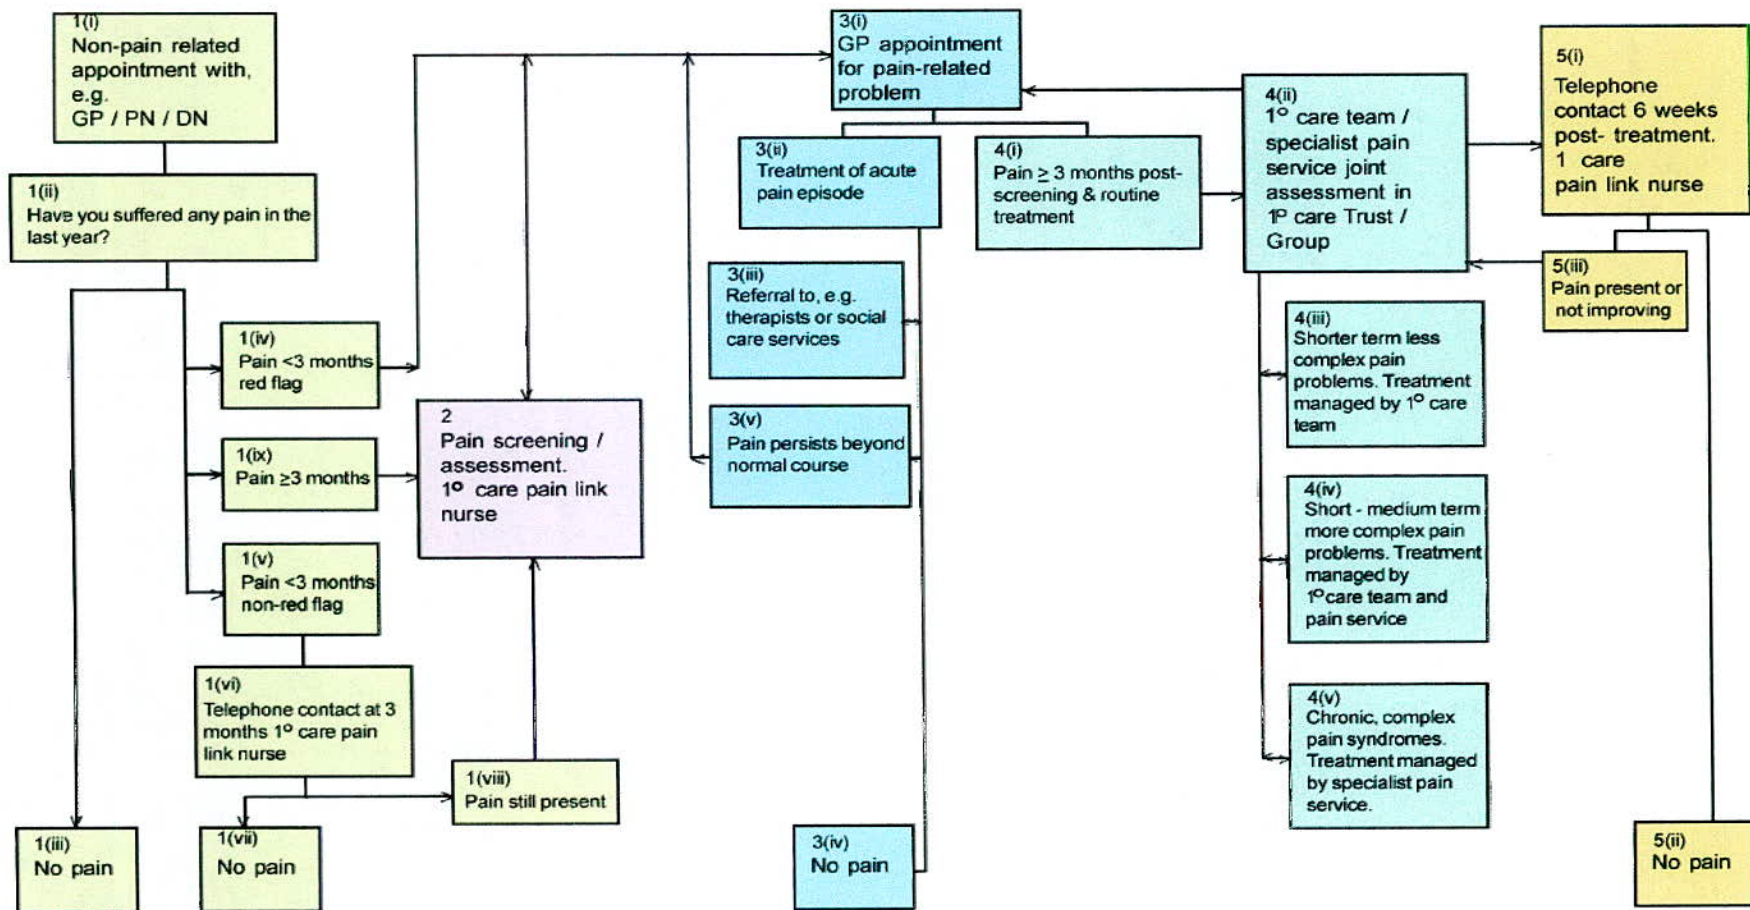 1(i)
Non-pain related
appointment with,
e.g.
GP / PN / DN
1(ii)
Have you suffered any pain in the
last year?
1(iv)
Pain <3 months
red flag
1(ix)
Pain ≥3 months
1(v)
Pain <3 months
non-red flag
1(vi)
Telephone contact at 3
months 1º care pain
link nurse
1(viii)
Pain still present
1(iii)
No pain
1(vii)
No pain
2
Pain screening /
assessment.
1º care pain link
nurse
3(i)
GP appointment
for pain-related
problem
3(ii)
Treatment of acute
pain episode
3(iii)
Referral to, e.g.
therapists or social
care services
3(v)
Pain persists beyond
normal course
3(iv)
No pain
4(i)
Pain ≥ 3 months post-
screening & routine
treatment
4(ii)
1º care team /
specialist pain
service joint
assessment in
1º care Trust /
Group
4(iii)
Shorter term less
complex pain
problems. Treatment
managed by 1º care
team
4(iv)
Short - medium term
more complex pain
problems. Treatment
managed by
1º care team and
pain service
4(v)
Chronic, complex
pain syndromes.
Treatment managed
by specialist pain
service.
5(i)
Telephone
contact 6 weeks
post- treatment.
1 care
pain link nurse
5(iii)
Pain present or
not improving
5(ii)
No pain